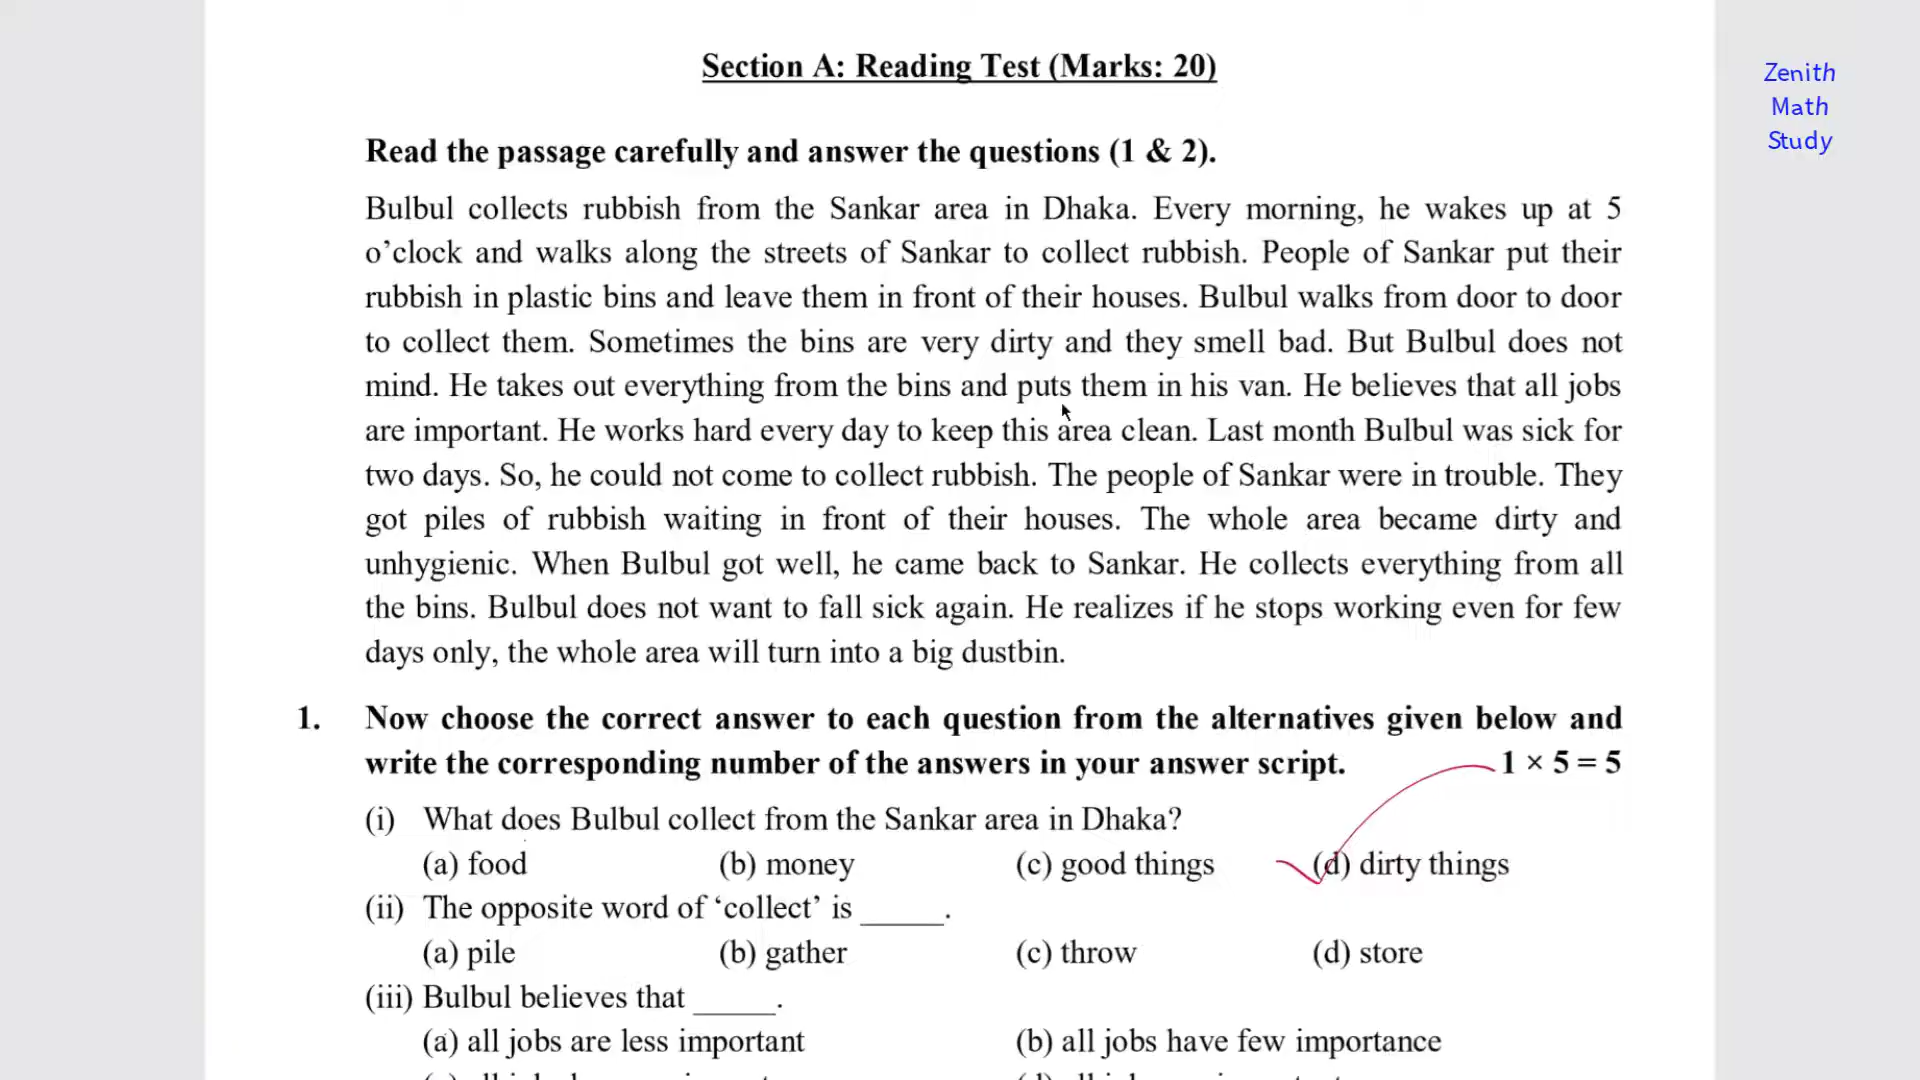 Section A: Reading Test (Marks: 20)
Zenith
Math
Study
Read the passage carefully and answer the questions (1 & 2).
Bulbul collects rubbish from the Sankar area in Dhaka. Every morning, he wakes up at 5
o’clock and walks along the streets of Sankar to collect rubbish. People of Sankar put their
rubbish in plastic bins and leave them in front of their houses. Bulbul walks from door to door
to collect them. Sometimes the bins are very dirty and they smell bad. But Bulbul does not
mind. He takes out everything from the bins and puts them in his van. He believes that all jobs
are important. He works hard every day to keep this area clean. Last month Bulbul was sick for
two days. So, he could not come to collect rubbish. The people of Sankar were in trouble. They
got piles of rubbish waiting in front of their houses. The whole area became dirty and
unhygienic. When Bulbul got well, he came back to Sankar. He collects everything from all
the bins. Bulbul does not want to fall sick again. He realizes if he stops working even for few
days only, the whole area will turn into a big dustbin.
1. Now choose the correct answer to each question from the alternatives given below and
write the corresponding number of the answers in your answer script. 1 × 5 = 5
(i) What does Bulbul collect from the Sankar area in Dhaka?
(a) food (b) money (c) good things (d) dirty things
(ii) The opposite word of ‘collect’ is _____.
(a) pile (b) gather (c) throw (d) store
(iii) Bulbul believes that _____.
(a) all jobs are less important (b) all jobs have few importance